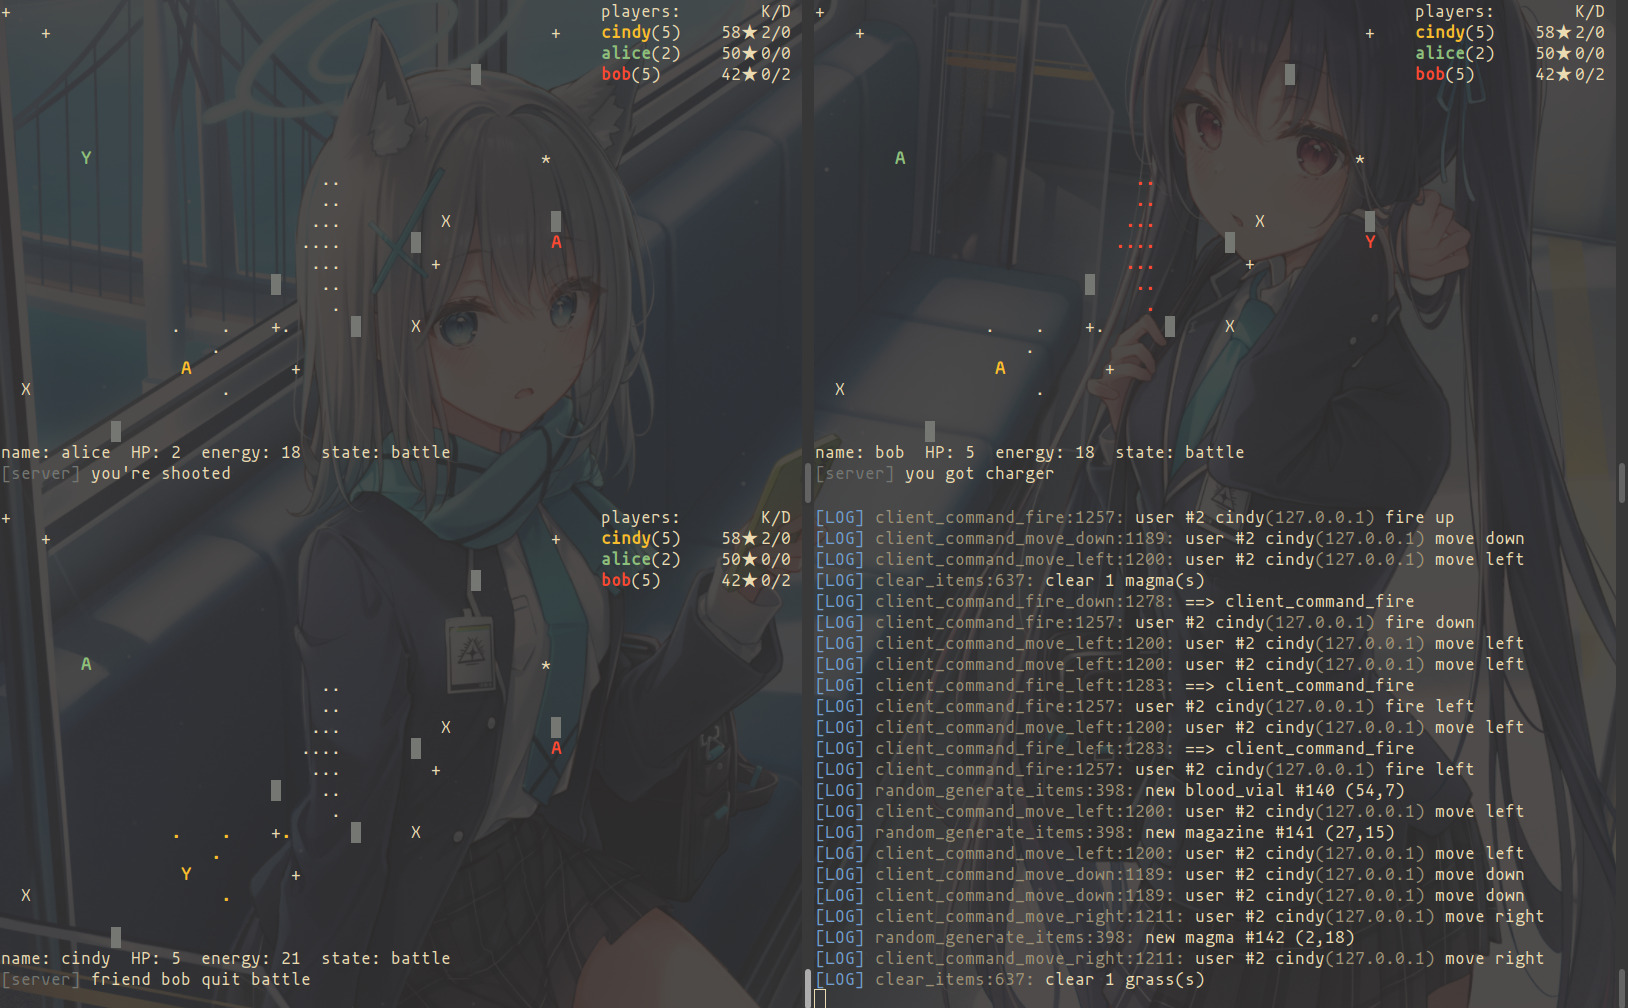 +
players: K/D
+ +
cindy(5) 58★2/0
alice(2) 50★0/0
bob(5) 42★0/2
Y
*
..
..
... X
.... A
... +
..
.
. . +. X
.
A +
X .
name: alice HP: 2 energy: 18 state: battle
[server] you're shooted
+
players: K/D
+ +
cindy(5) 58★2/0
alice(2) 50★0/0
bob(5) 42★0/2
A
*
..
..
... X
.... Y
... +
..
.
. . +. X
.
A +
X .
name: bob HP: 5 energy: 18 state: battle
[server] you got charger
+
players: K/D
+ +
cindy(5) 58★2/0
alice(2) 50★0/0
bob(5) 42★0/2
A
*
..
..
... X
.... A
... +
..
.
. . +. X
.
Y +
X .
name: cindy HP: 5 energy: 21 state: battle
[server] friend bob quit battle
[LOG] client_command_fire:1257: user #2 cindy(127.0.0.1) fire up
[LOG] client_command_move_down:1189: user #2 cindy(127.0.0.1) move down
[LOG] client_command_move_left:1200: user #2 cindy(127.0.0.1) move left
[LOG] clear_items:637: clear 1 magma(s)
[LOG] client_command_fire_down:1278: ==> client_command_fire
[LOG] client_command_fire:1257: user #2 cindy(127.0.0.1) fire down
[LOG] client_command_move_left:1200: user #2 cindy(127.0.0.1) move left
[LOG] client_command_move_left:1200: user #2 cindy(127.0.0.1) move left
[LOG] client_command_fire_left:1283: ==> client_command_fire
[LOG] client_command_fire:1257: user #2 cindy(127.0.0.1) fire left
[LOG] client_command_move_left:1200: user #2 cindy(127.0.0.1) move left
[LOG] client_command_fire_left:1283: ==> client_command_fire
[LOG] client_command_fire:1257: user #2 cindy(127.0.0.1) fire left
[LOG] random_generate_items:398: new blood_vial #140 (54,7)
[LOG] client_command_move_left:1200: user #2 cindy(127.0.0.1) move left
[LOG] random_generate_items:398: new magazine #141 (27,15)
[LOG] client_command_move_left:1200: user #2 cindy(127.0.0.1) move left
[LOG] client_command_move_down:1189: user #2 cindy(127.0.0.1) move down
[LOG] client_command_move_down:1189: user #2 cindy(127.0.0.1) move down
[LOG] client_command_move_right:1211: user #2 cindy(127.0.0.1) move right
[LOG] random_generate_items:398: new magma #142 (2,18)
[LOG] client_command_move_right:1211: user #2 cindy(127.0.0.1) move right
[LOG] clear_items:637: clear 1 grass(s)